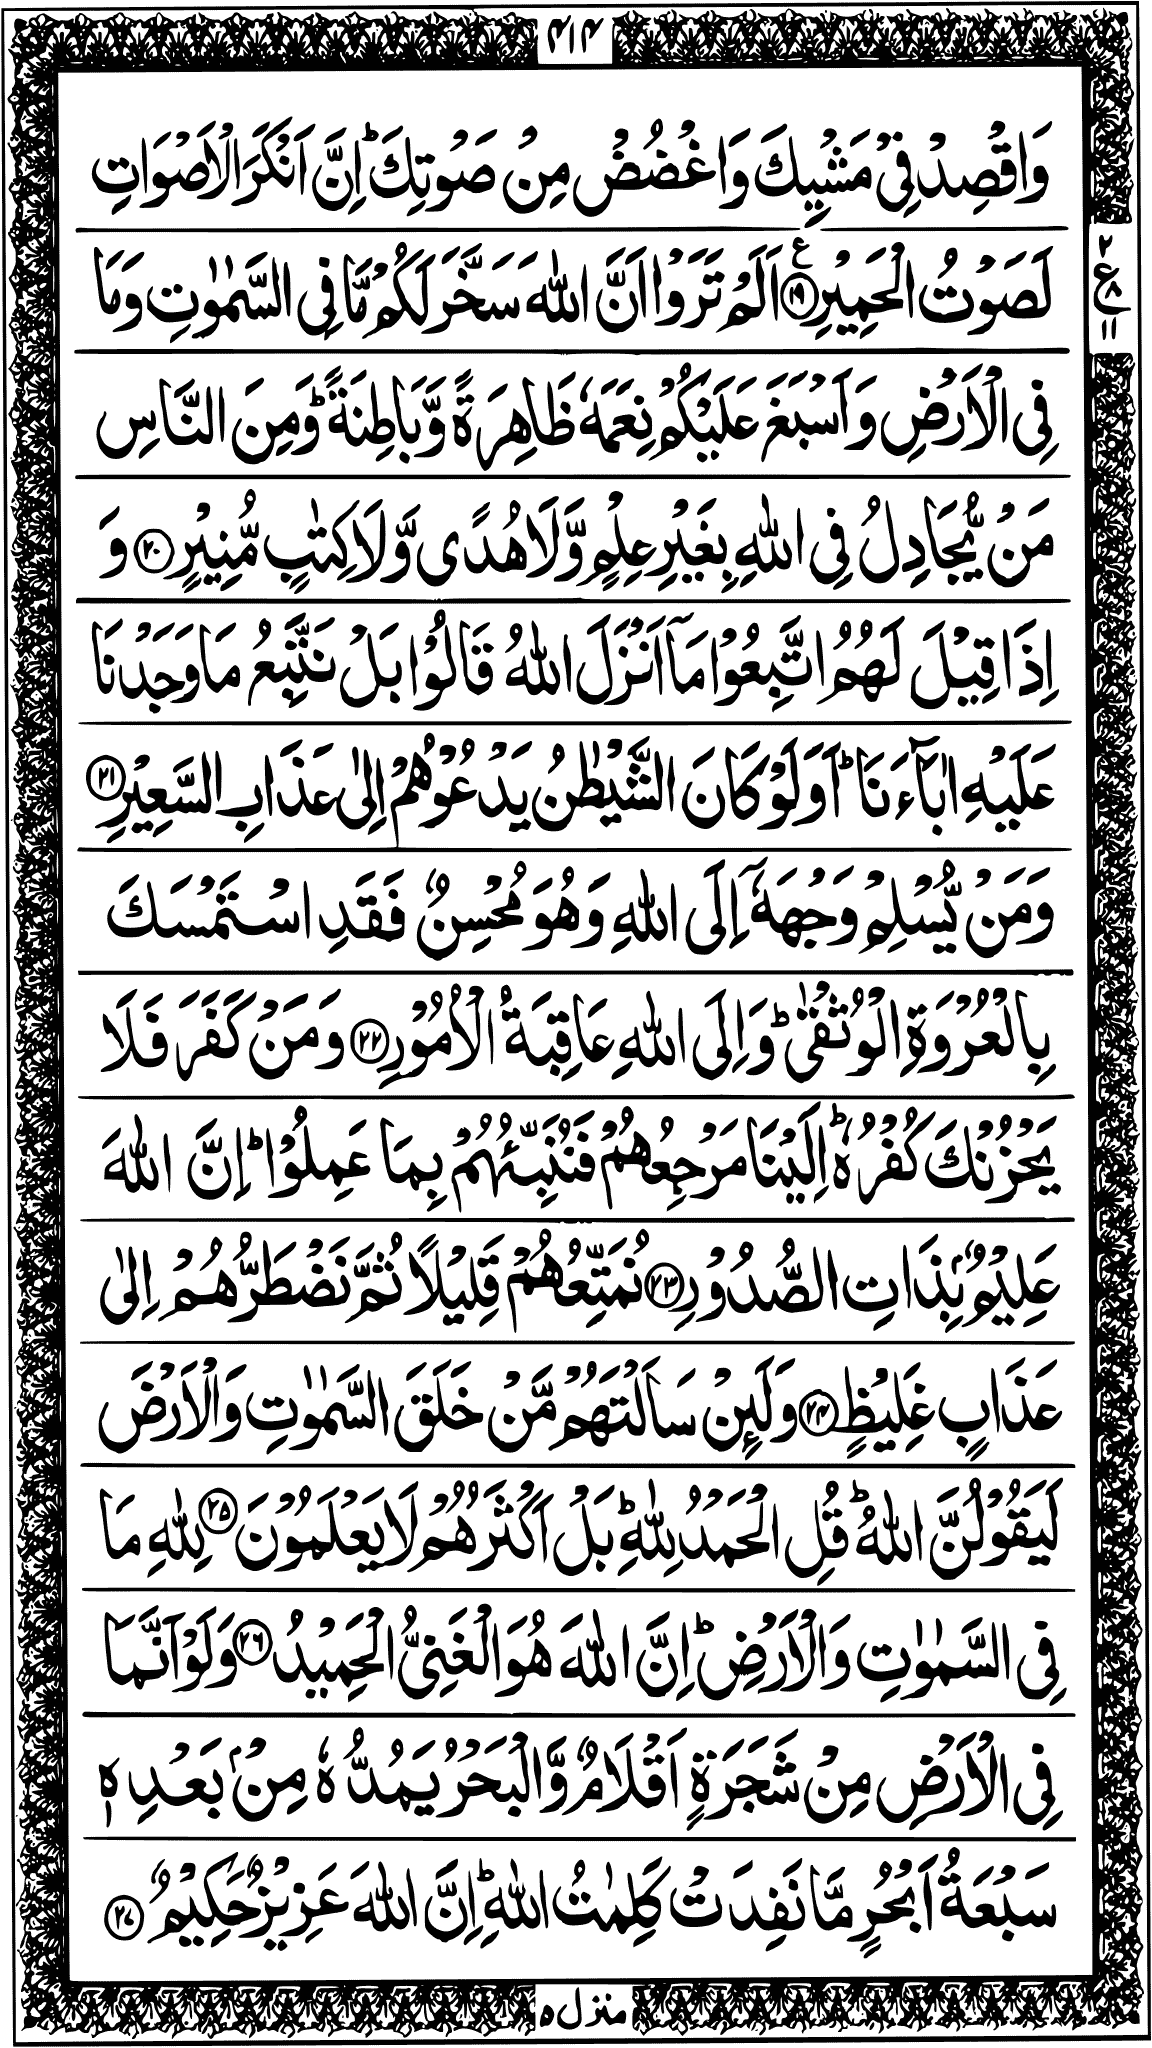 ۴۱۴
وَاقْصِدْ فِیْ مَشْیِكَ وَاغْضُضْ مِنْ صَوْتِكَ ؕ اِنَّ اَنْكَرَ الْاَصْوَاتِ
لَصَوْتُ الْحَمِیْرِ ﴿۱۹﴾ ع اَلَمْ تَرَوْا اَنَّ اللّٰهَ سَخَّرَ لَكُمْ مَّا فِی السَّمٰوٰتِ وَمَا
۲ ع ۸ ۱۱
فِی الْاَرْضِ وَاَسْبَغَ عَلَیْكُمْ نِعَمَهٗ ظَاهِرَةً وَّبَاطِنَةً ؕ وَمِنَ النَّاسِ
مَنْ یُّجَادِلُ فِی اللّٰهِ بِغَیْرِ عِلْمٍ وَّلَا هُدًی وَّلَا كِتٰبٍ مُّنِیْرٍ ﴿۲۰﴾ وَ
اِذَا قِیْلَ لَهُمُ اتَّبِعُوْا مَاۤ اَنْزَلَ اللّٰهُ قَالُوْا بَلْ نَتَّبِعُ مَا وَجَدْنَا
عَلَیْهِ اٰبَآءَنَا ؕ اَوَلَوْ كَانَ الشَّیْطٰنُ یَدْعُوْهُمْ اِلٰی عَذَابِ السَّعِیْرِ ﴿۲۱﴾
وَمَنْ یُّسْلِمْ وَجْهَهٗۤ اِلَی اللّٰهِ وَهُوَ مُحْسِنٌ فَقَدِ اسْتَمْسَكَ
بِالْعُرْوَةِ الْوُثْقٰی ؕ وَاِلَی اللّٰهِ عَاقِبَةُ الْاُمُوْرِ ﴿۲۲﴾ وَمَنْ كَفَرَ فَلَا
یَحْزُنْكَ كُفْرُهٗ ؕ اِلَیْنَا مَرْجِعُهُمْ فَنُنَبِّئُهُمْ بِمَا عَمِلُوْا ؕ اِنَّ اللّٰهَ
عَلِیْمٌۢ بِذَاتِ الصُّدُوْرِ ﴿۲۳﴾ نُمَتِّعُهُمْ قَلِیْلًا ثُمَّ نَضْطَرُّهُمْ اِلٰی
عَذَابٍ غَلِیْظٍ ﴿۲۴﴾ وَلَىِٕنْ سَاَلْتَهُمْ مَّنْ خَلَقَ السَّمٰوٰتِ وَالْاَرْضَ
لَیَقُوْلُنَّ اللّٰهُ ؕ قُلِ الْحَمْدُ لِلّٰهِ ؕ بَلْ اَكْثَرُهُمْ لَا یَعْلَمُوْنَ ﴿۲۵﴾ لِلّٰهِ مَا
فِی السَّمٰوٰتِ وَالْاَرْضِ ؕ اِنَّ اللّٰهَ هُوَ الْغَنِیُّ الْحَمِیْدُ ﴿۲۶﴾ وَلَوْ اَنَّمَا
فِی الْاَرْضِ مِنْ شَجَرَةٍ اَقْلَامٌ وَّالْبَحْرُ یَمُدُّهٗ مِنْۢ بَعْدِهٖ
سَبْعَةُ اَبْحُرٍ مَّا نَفِدَتْ كَلِمٰتُ اللّٰهِ ؕ اِنَّ اللّٰهَ عَزِیْزٌ حَكِیْمٌ ﴿۲۷﴾
منزل ۵